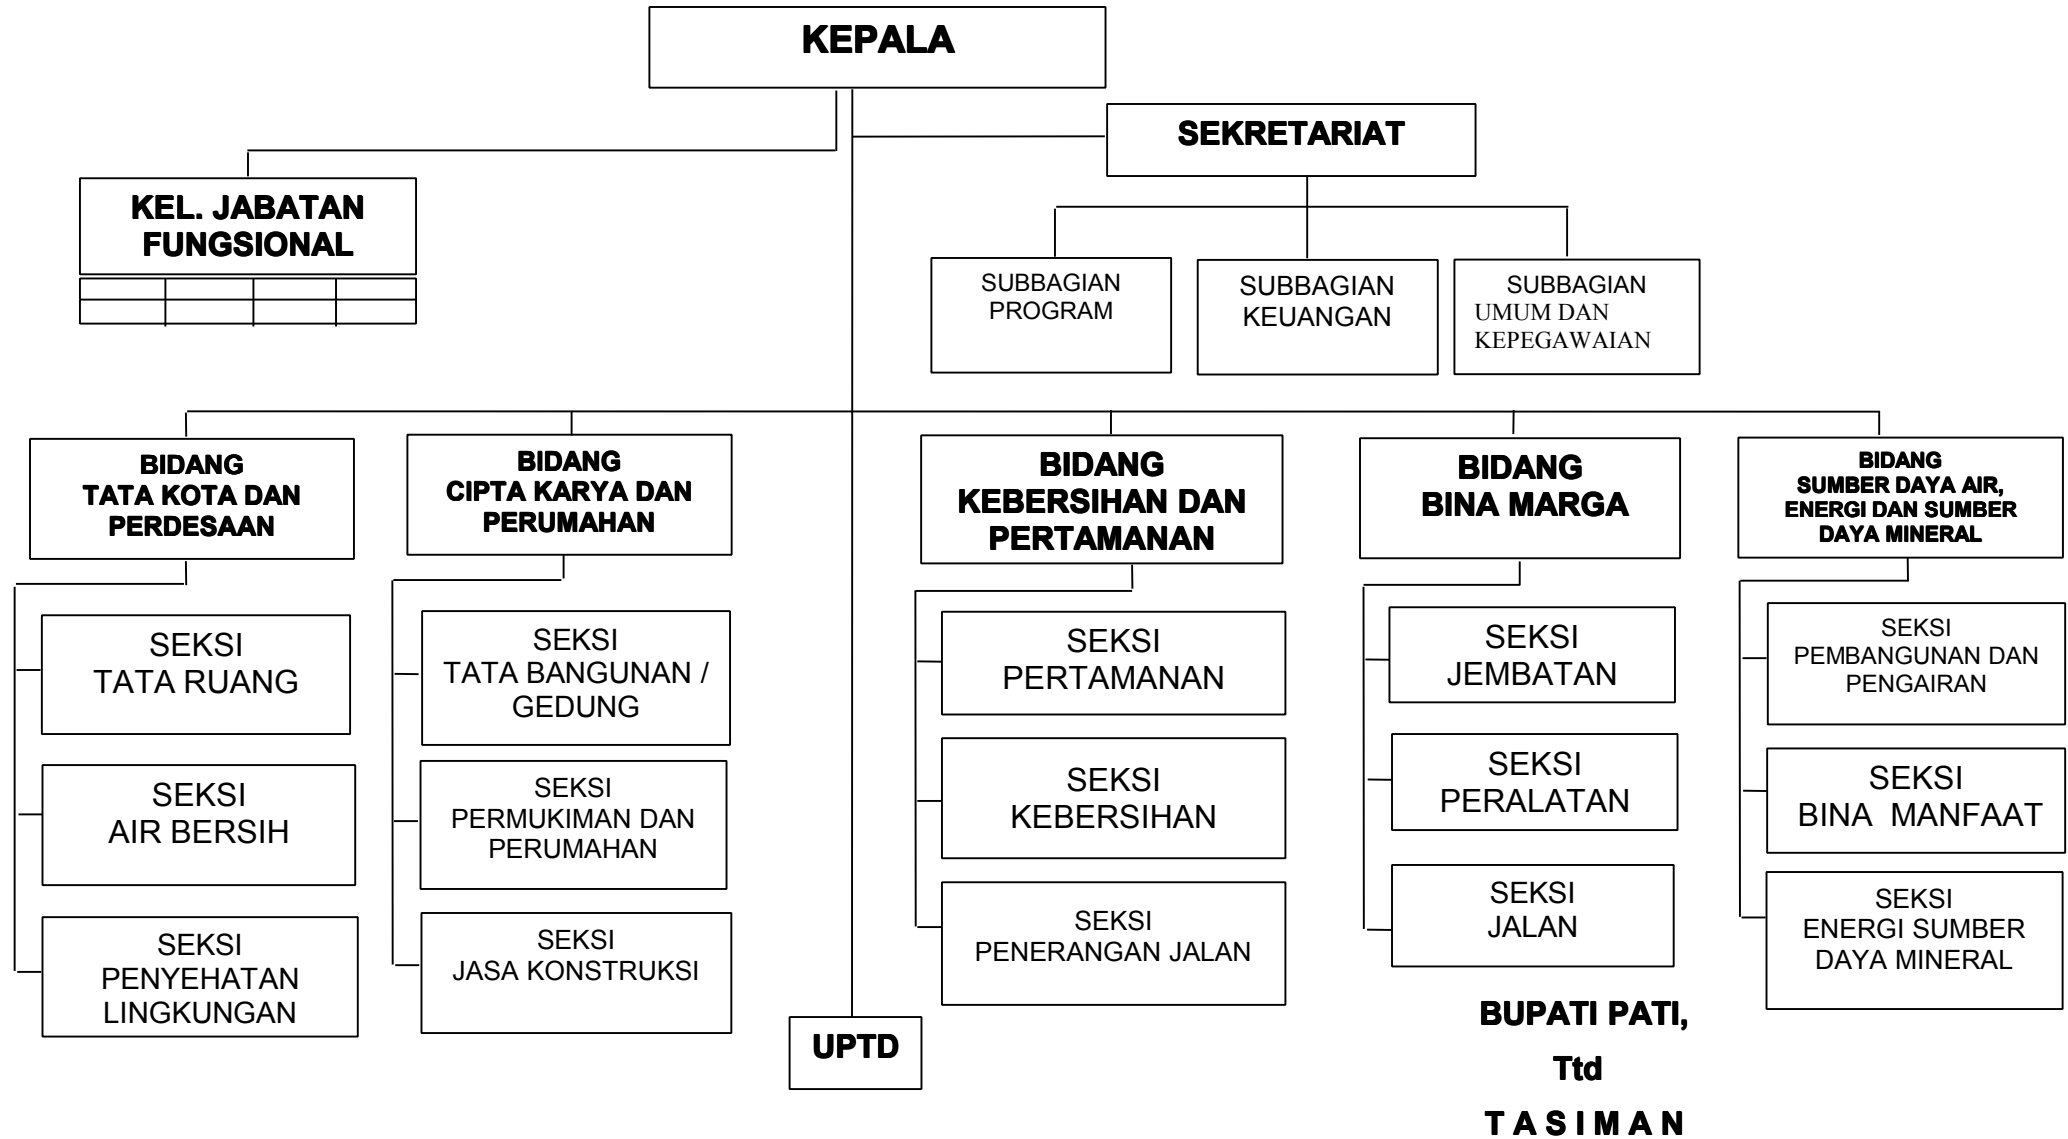 KEPALA
SEKRETARIAT
KEL. JABATAN
FUNGSIONAL
SUBBAGIAN
PROGRAM
SUBBAGIAN
KEUANGAN
SUBBAGIAN
UMUM DAN
KEPEGAWAIAN
BIDANG
TATA KOTA DAN
PERDESAAN
BIDANG
CIPTA KARYA DAN
PERUMAHAN
BIDANG
KEBERSIHAN DAN
PERTAMANAN
BIDANG
BINA MARGA
BIDANG
SUMBER DAYA AIR,
ENERGI DAN SUMBER
DAYA MINERAL
SEKSI
TATA RUANG
SEKSI
AIR BERSIH
SEKSI
PENYEHATAN
LINGKUNGAN
SEKSI
TATA BANGUNAN /
GEDUNG
SEKSI
PERMUKIMAN DAN
PERUMAHAN
SEKSI
JASA KONSTRUKSI
SEKSI
PERTAMANAN
SEKSI
KEBERSIHAN
SEKSI
PENERANGAN JALAN
SEKSI
JEMBATAN
SEKSI
PERALATAN
SEKSI
JALAN
SEKSI
PEMBANGUNAN DAN
PENGAIRAN
SEKSI
BINA MANFAAT
SEKSI
ENERGI SUMBER
DAYA MINERAL
UPTD
BUPATI PATI,
Ttd
T A S I M A N